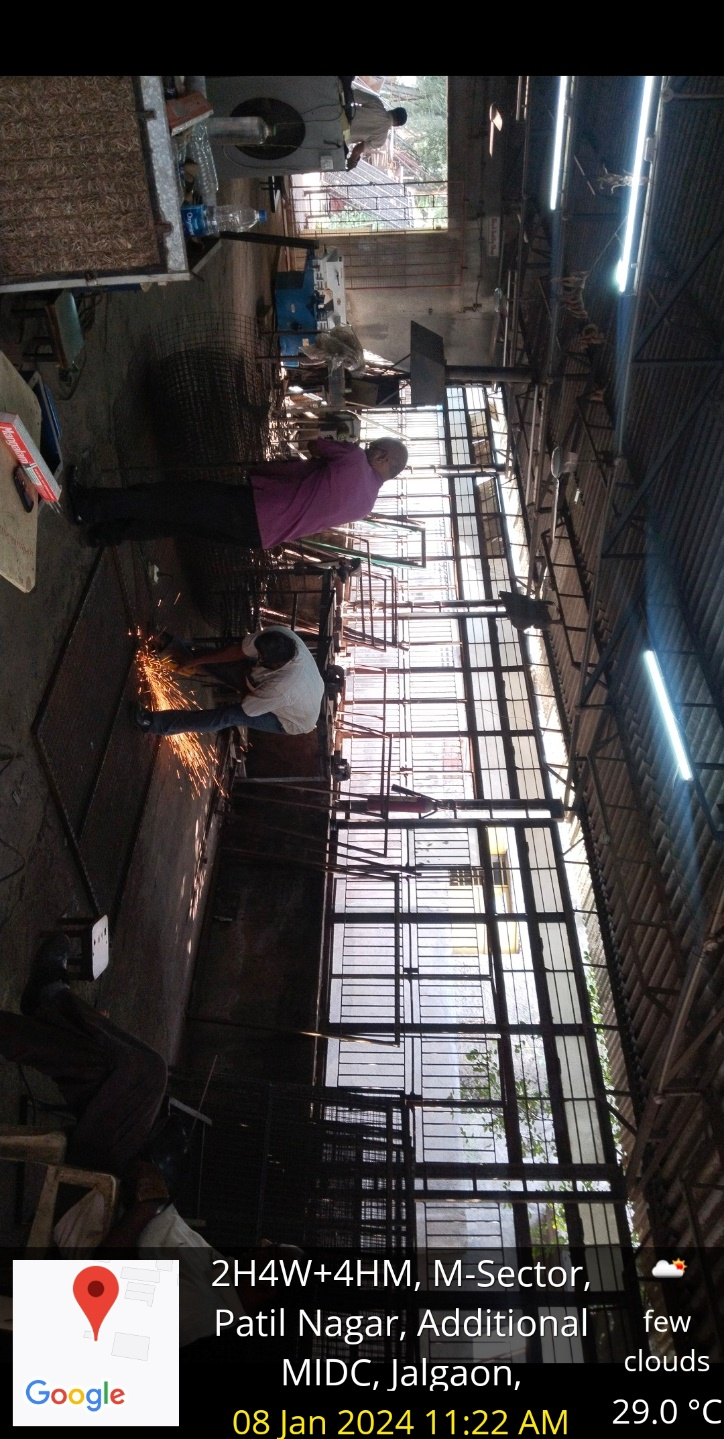 Mangalam
2H4W+4HM, M-Sector,
Patil Nagar, Additional
MIDC, Jalgaon,
08 Jan 2024 11:22 AM
few
clouds
29.0 °C
Google